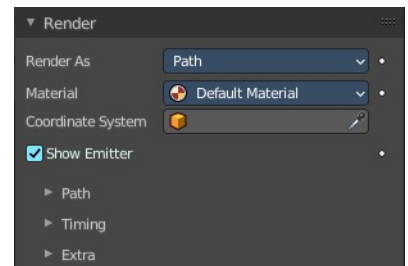 Render
Render As Path
Material Default Material
Coordinate System
Show Emitter
Path
Timing
Extra